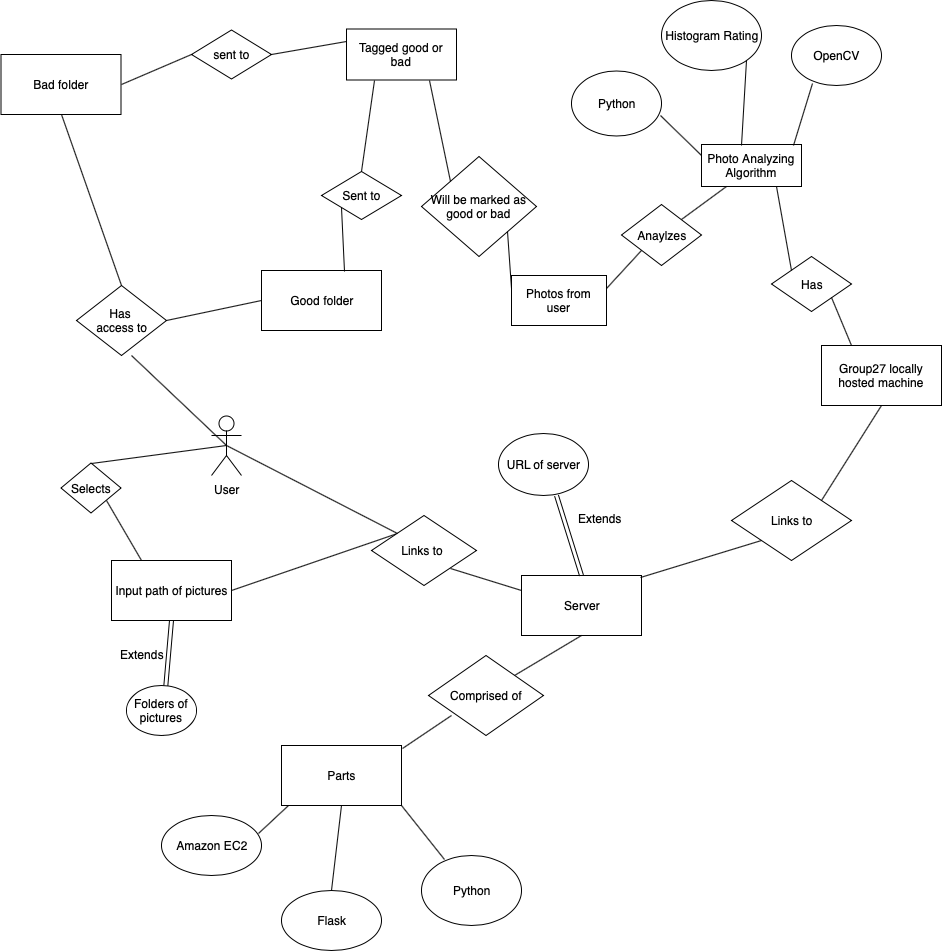 Histogram Rating
Tagged good or
bad
sent to
OpenCV
Bad folder
Python
Photo Analyzing
Algorithm
Sent to
Will be marked as
good or bad
Anaylzes
Has
Good folder
Photos from
user
Has
access to
Group27 locally
hosted machine
URL of server
User
Selects
Extends
Links to
Links to
Input path of pictures
Server
Extends
Comprised of
Folders of
pictures
Parts
Amazon EC2
Python
Flask